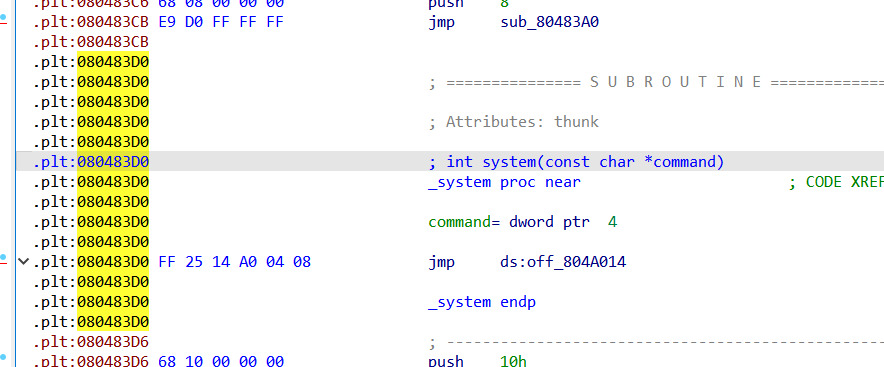 .plt:080483C6 68 08 00 00 00 push 8
.plt:080483CB E9 D0 FF FF FF jmp sub_80483A0
.plt:080483CB
.plt:080483D0
.plt:080483D0 ; =============== S U B R O U T I N E =============
.plt:080483D0
.plt:080483D0 ; Attributes: thunk
.plt:080483D0
.plt:080483D0 ; int system(const char *command)
.plt:080483D0 _system proc near ; CODE XREF
.plt:080483D0
.plt:080483D0 command= dword ptr 4
.plt:080483D0
.plt:080483D0 FF 25 14 A0 04 08 jmp ds:off_804A014
.plt:080483D0
.plt:080483D0 _system endp
.plt:080483D0
.plt:080483D6 ; ------------------------------------------------
.plt:080483D6 68 10 00 00 00 push 10h